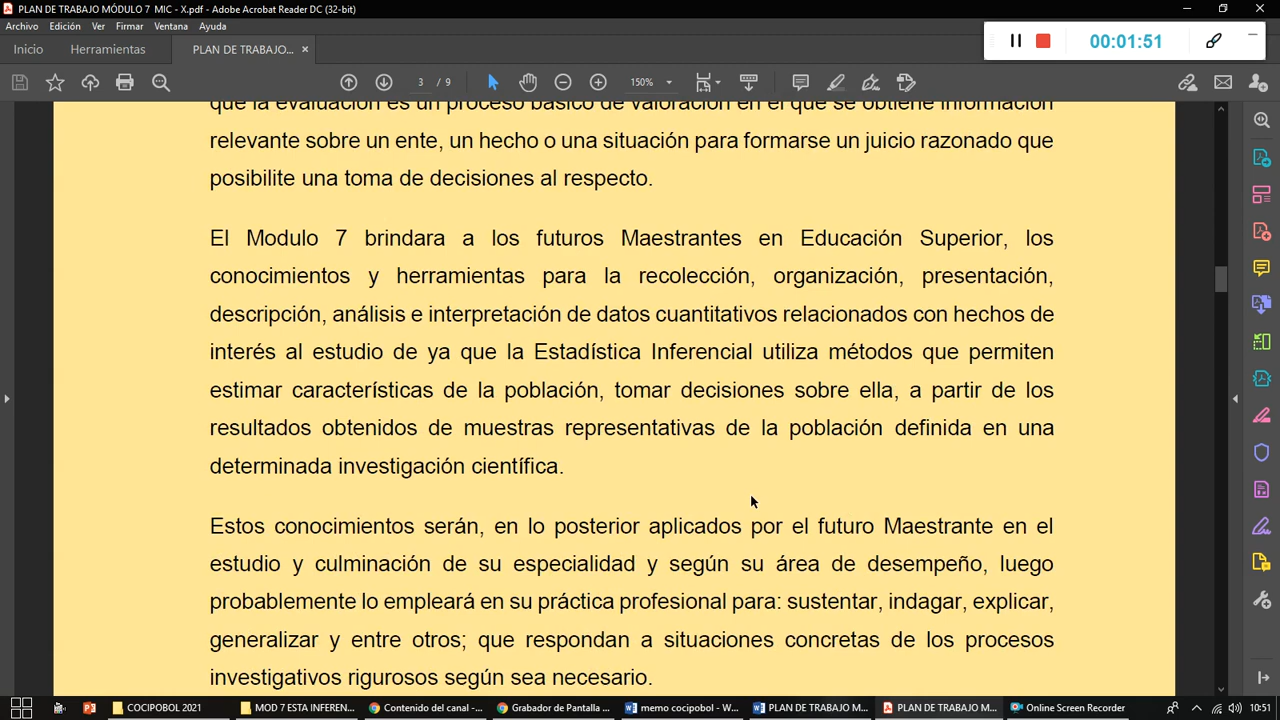 PLAN DE TRABAJO MÓDULO 7 MIC - X.pdf - Adobe Acrobat Reader DC (32-bit)
Archivo Edición Ver Firmar Ventana Ayuda
Inicio Herramientas PLAN DE TRABAJO...
00:01:51
3 / 9 150%
que la evaluación es un proceso básico de valoración en el que se obtiene información
relevante sobre un ente, un hecho o una situación para formarse un juicio razonado que
posibilite una toma de decisiones al respecto.
El Modulo 7 brindara a los futuros Maestrantes en Educación Superior, los
conocimientos y herramientas para la recolección, organización, presentación,
descripción, análisis e interpretación de datos cuantitativos relacionados con hechos de
interés al estudio de ya que la Estadística Inferencial utiliza métodos que permiten
estimar características de la población, tomar decisiones sobre ella, a partir de los
resultados obtenidos de muestras representativas de la población definida en una
determinada investigación científica.
Estos conocimientos serán, en lo posterior aplicados por el futuro Maestrante en el
estudio y culminación de su especialidad y según su área de desempeño, luego
probablemente lo empleará en su práctica profesional para: sustentar, indagar, explicar,
generalizar y entre otros; que respondan a situaciones concretas de los procesos
investigativos rigurosos según sea necesario.
COCIPOBOL 2021 MOD 7 ESTA INFEREN... Contenido del canal -... Grabador de Pantalla ... memo cocipobol - W... PLAN DE TRABAJO M... PLAN DE TRABAJO M... Online Screen Recorder 10:51